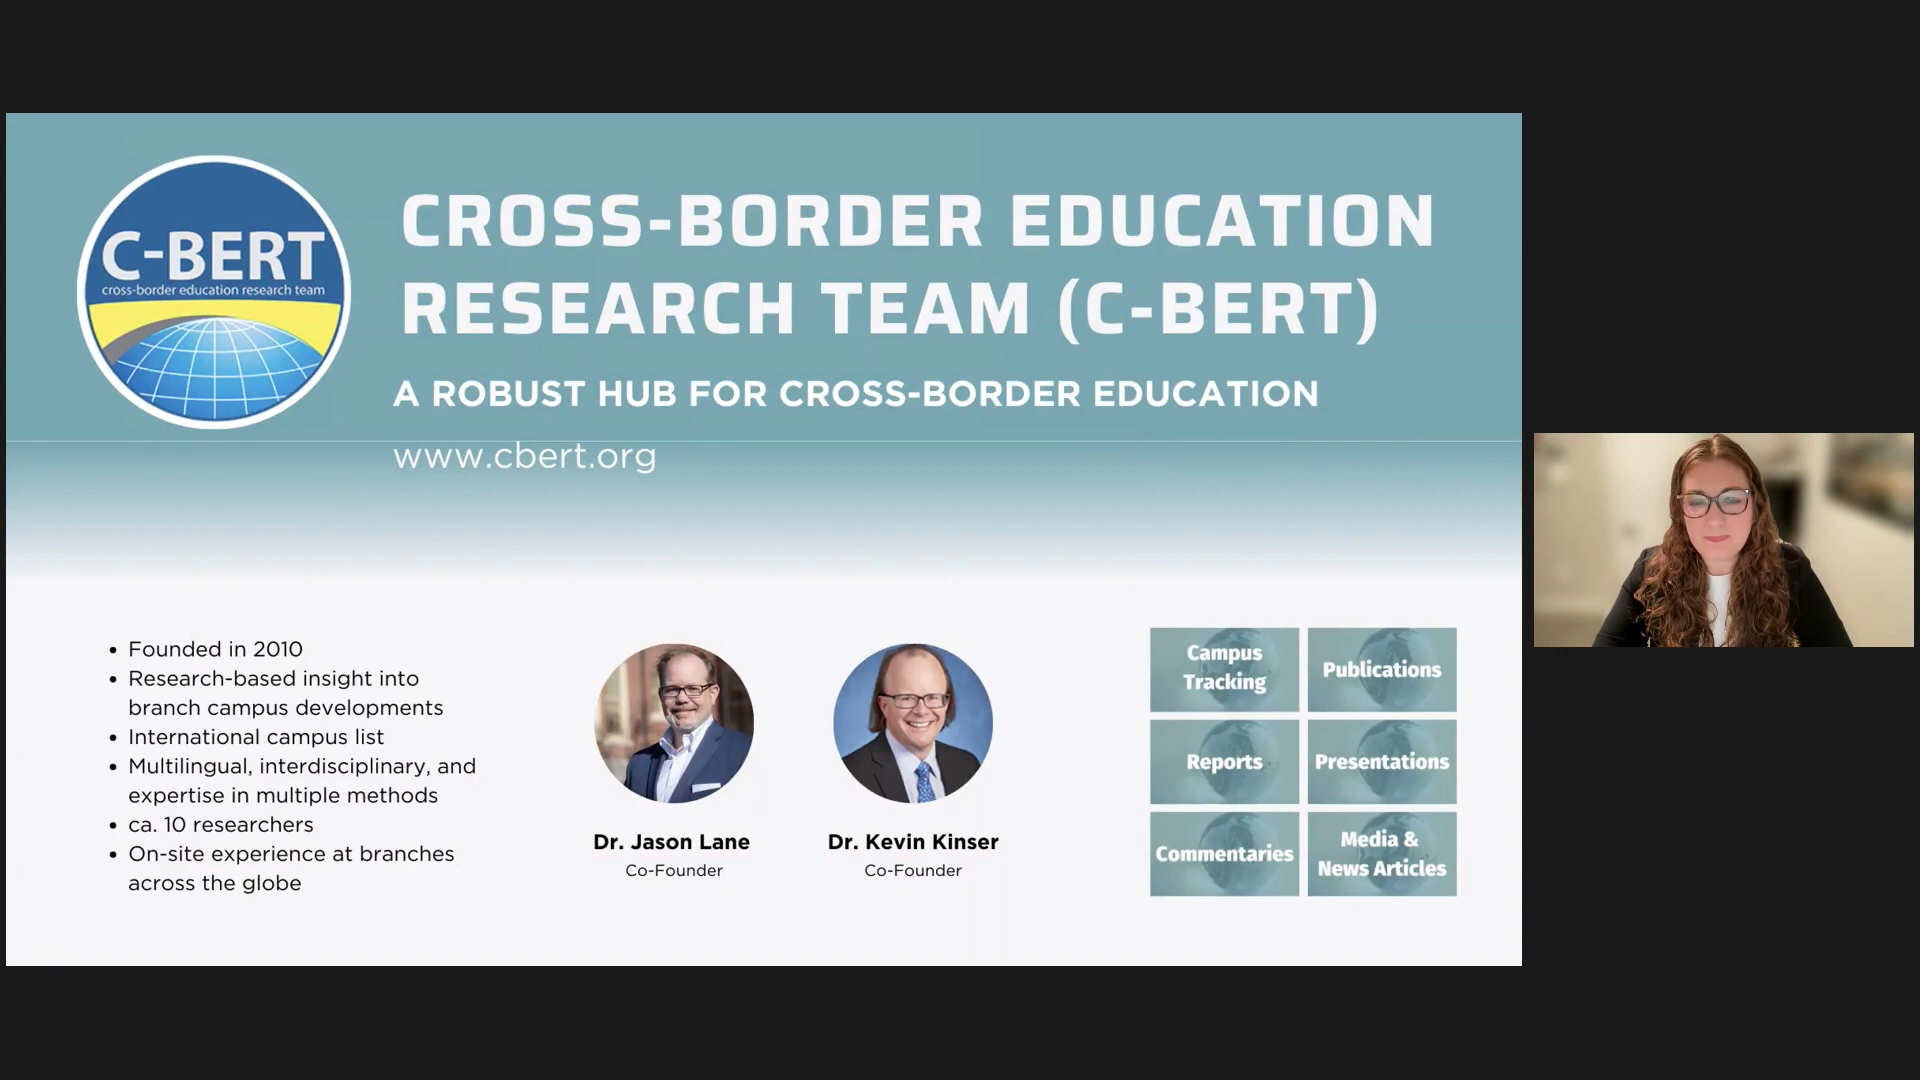 C-BERT
cross-border education research team
CROSS-BORDER EDUCATION
RESEARCH TEAM (C-BERT)
A ROBUST HUB FOR CROSS-BORDER EDUCATION
www.cbert.org
• Founded in 2010
• Research-based insight into
branch campus developments
• International campus list
• Multilingual, interdisciplinary, and
expertise in multiple methods
• ca. 10 researchers
• On-site experience at branches
across the globe
Dr. Jason Lane
Co-Founder
Dr. Kevin Kinser
Co-Founder
Campus
Tracking
Publications
Reports
Presentations
Commentaries
Media &
News Articles